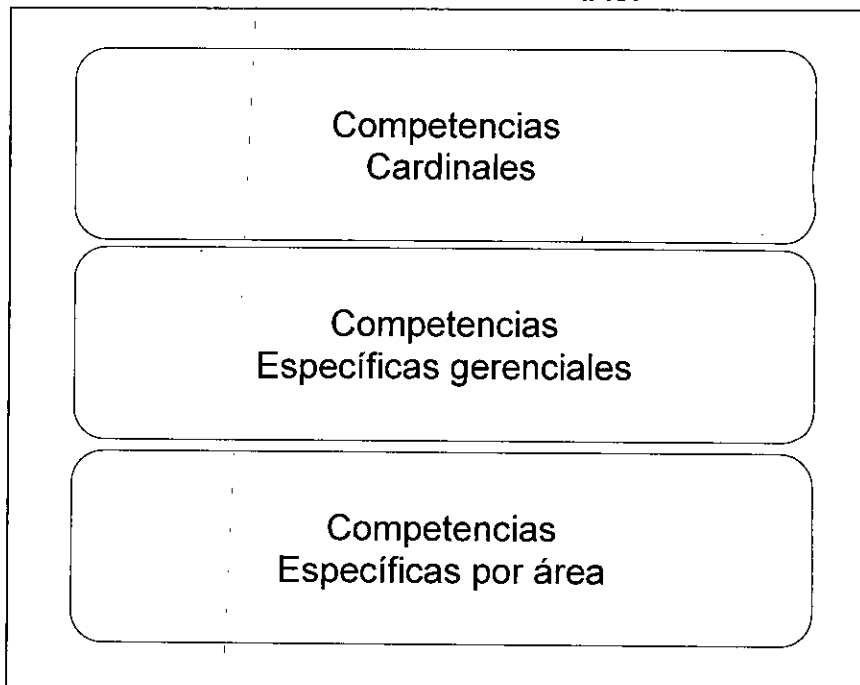 Competencias
Cardinales
Competencias
Específicas gerenciales
Competencias
Específicas por área